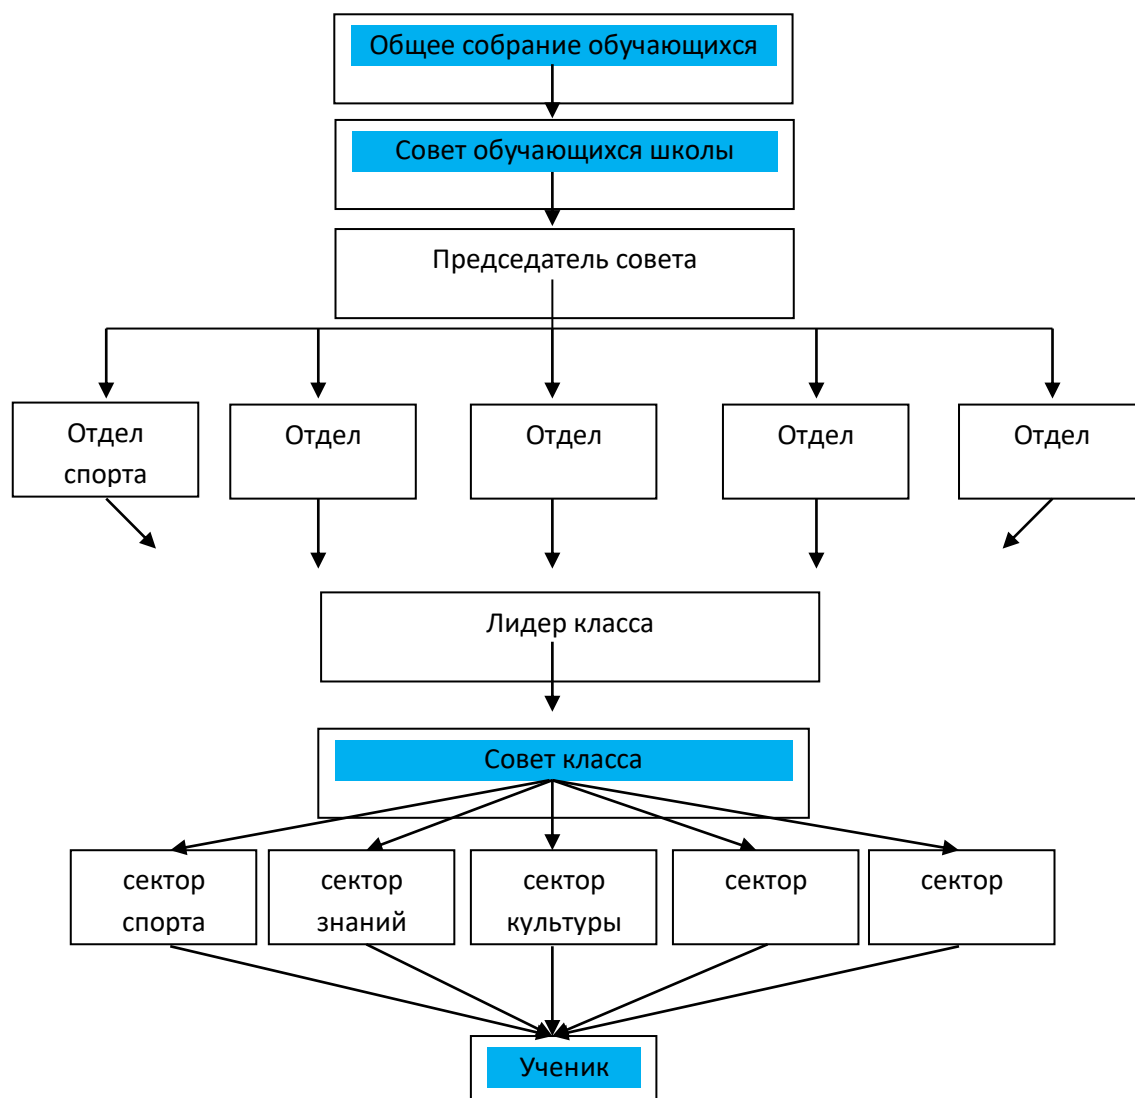 Общее собрание обучающихся
Совет обучающихся школы
Председатель совета
Отдел
спорта
Отдел
Отдел
Отдел
Отдел
Лидер класса
Совет класса
сектор
спорта
сектор
знаний
сектор
культуры
сектор
сектор
Ученик